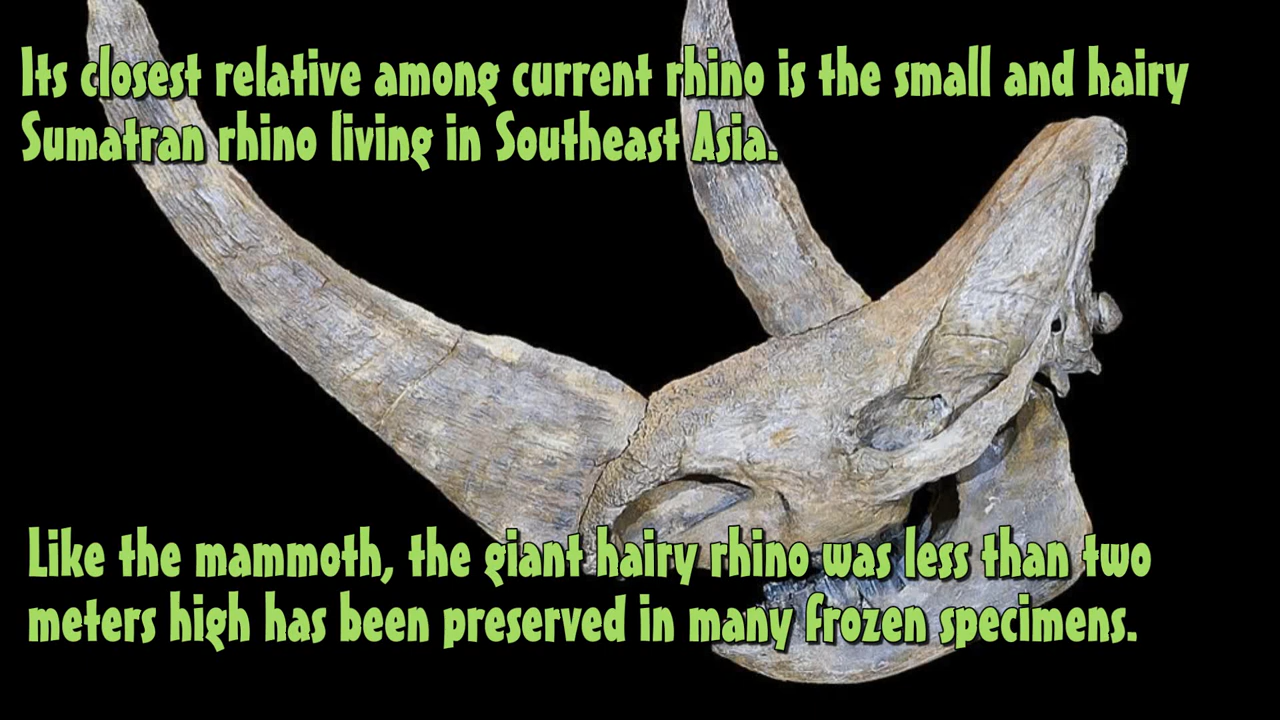 Its closest relative among current rhino is the small and hairy
Sumatran rhino living in Southeast Asia.
Like the mammoth, the giant hairy rhino was less than two
meters high has been preserved in many frozen specimens.